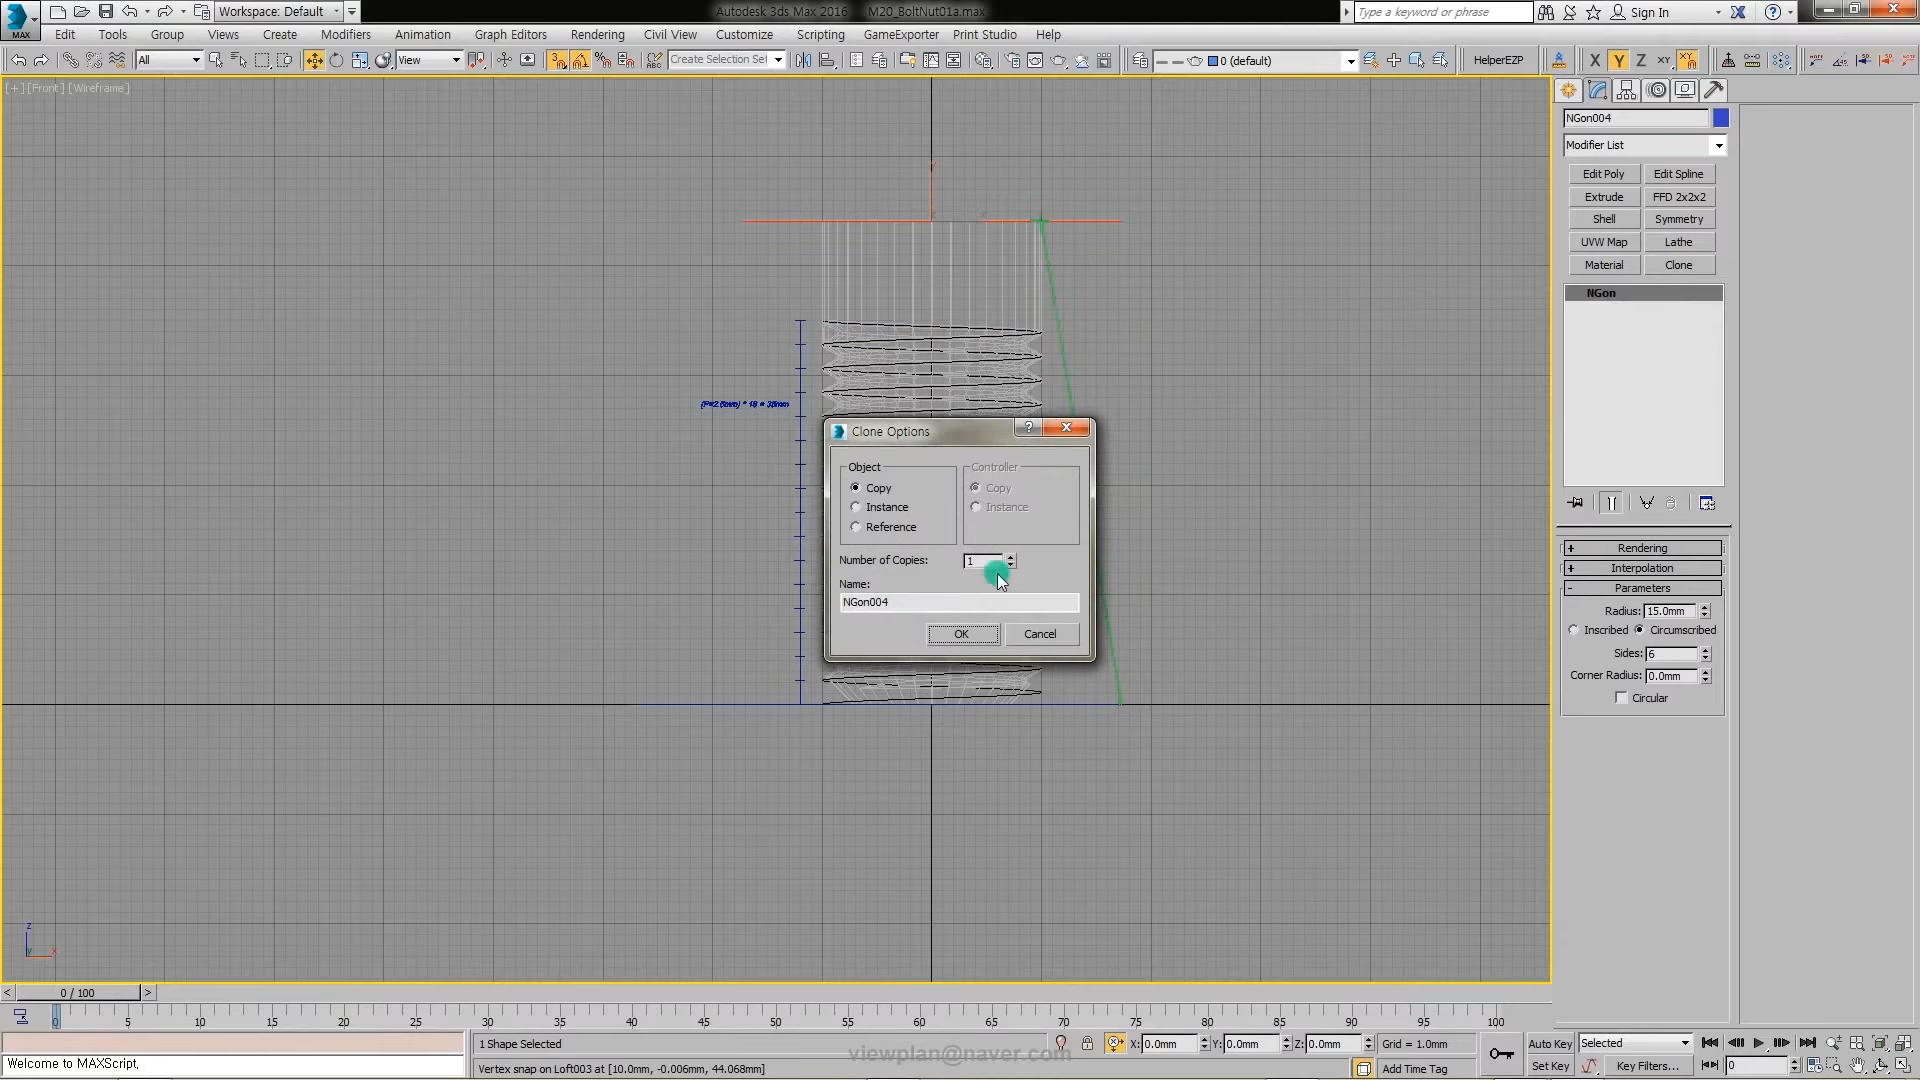 Autodesk 3ds Max 2016    M20_BoltNut01a.max
MAX
Workspace: Default
Type a keyword or phrase
Sign In
Edit Tools Group Views Create Modifiers Animation Graph Editors Rendering Civil View Customize Scripting GameExporter Print Studio Help
All
View
Create Selection Set
0 (default)
HelperEZP
X Y Z XY
[+] [Front] [Wireframe]
NGon004
Modifier List
Edit Poly Edit Spline
Extrude FFD 2x2x2
Shell Symmetry
UVW Map Lathe
Material Clone
NGon
Clone Options
Object
Copy
Instance
Reference
Controller
Copy
Instance
Number of Copies: 1
Name:
NGon004
OK Cancel
+ Rendering
+ Interpolation
- Parameters
Radius: 15.0mm
Inscribed Circumscribed
Sides: 6
Corner Radius: 0.0mm
Circular
z
x
0 / 100
0 5 10 15 20 25 30 35 40 45 50 55 60 65 70 75 80 85 90 95 100
1 Shape Selected
X: 0.0mm Y: 0.0mm Z: 0.0mm
Grid = 1.0mm
Auto Key
Selected
viewplan@naver.com
Welcome to MAXScript,
Vertex snap on Loft003 at [10.0mm, -0.006mm, 44.068mm]
Add Time Tag
Set Key
Key Filters...
0